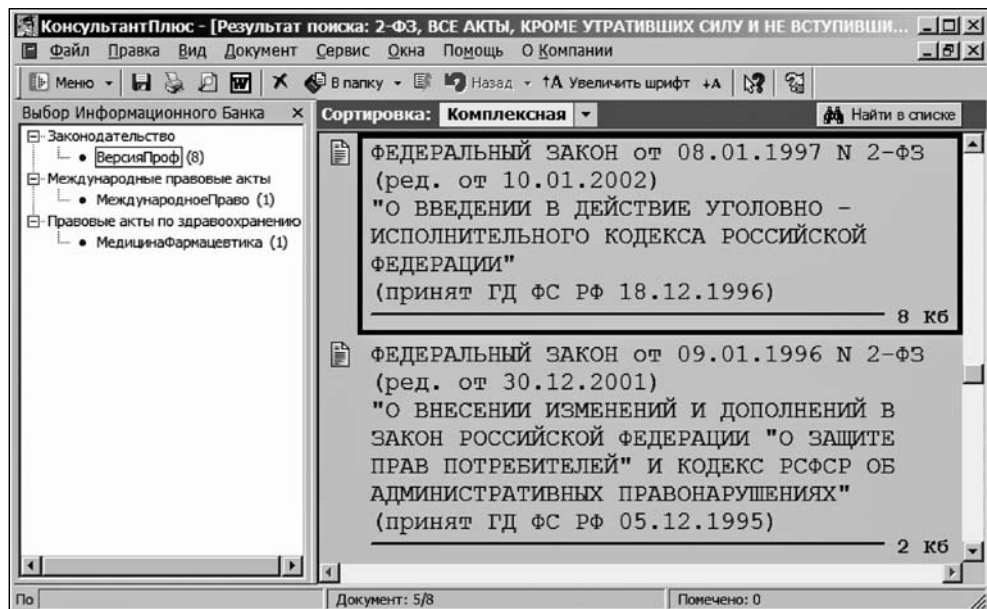 КонсультантПлюс - [Результат поиска: 2-ФЗ, ВСЕ АКТЫ, КРОМЕ УТРАТИВШИХ СИЛУ И НЕ ВСТУПИВШИ...
Файл Правка Вид Документ Сервис Окна Помощь О Компании
Меню В папку Назад Увеличить шрифт
Выбор Информационного Банка
Сортировка: Комплексная Найти в списке
Законодательство
ВерсияПроф (8)
Международные правовые акты
МеждународноеПраво (1)
Правовые акты по здравоохранению
МедицинаФармацевтика (1)
ФЕДЕРАЛЬНЫЙ ЗАКОН от 08.01.1997 N 2-ФЗ
(ред. от 10.01.2002)
"О ВВЕДЕНИИ В ДЕЙСТВИЕ УГОЛОВНО -
ИСПОЛНИТЕЛЬНОГО КОДЕКСА РОССИЙСКОЙ
ФЕДЕРАЦИИ"
(принят ГД ФС РФ 18.12.1996)
8 Кб
ФЕДЕРАЛЬНЫЙ ЗАКОН от 09.01.1996 N 2-ФЗ
(ред. от 30.12.2001)
"О ВНЕСЕНИИ ИЗМЕНЕНИЙ И ДОПОЛНЕНИЙ В
ЗАКОН РОССИЙСКОЙ ФЕДЕРАЦИИ "О ЗАЩИТЕ
ПРАВ ПОТРЕБИТЕЛЕЙ" И КОДЕКС РСФСР ОБ
АДМИНИСТРАТИВНЫХ ПРАВОНАРУШЕНИЯХ"
(принят ГД ФС РФ 05.12.1995)
2 Кб
По Документ: 5/8 Помечено: 0